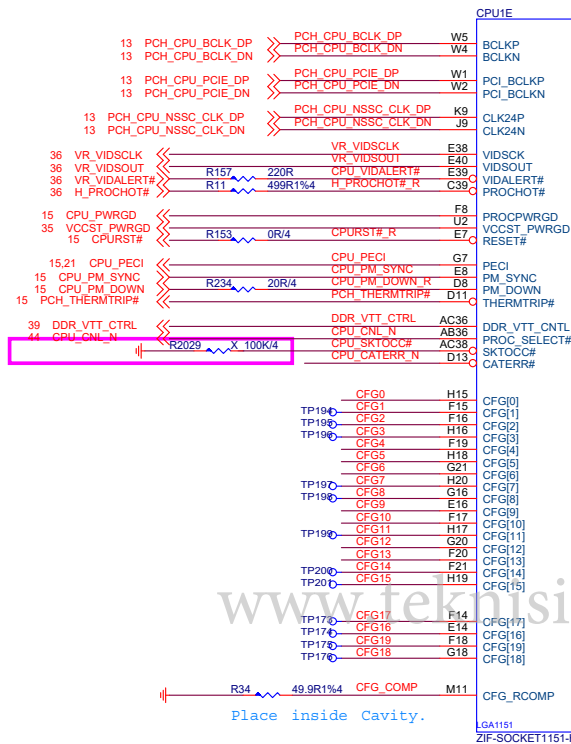 CPU1E
13 PCH_CPU_BCLK_DP PCH_CPU_BCLK_DP W5 BCLKP
13 PCH_CPU_BCLK_DN PCH_CPU_BCLK_DN W4 BCLKN
13 PCH_CPU_PCIE_DP PCH_CPU_PCIE_DP W1 PCI_BCLKP
13 PCH_CPU_PCIE_DN PCH_CPU_PCIE_DN W2 PCI_BCLKN
13 PCH_CPU_NSSC_CLK_DP PCH_CPU_NSSC_CLK_DP K9 CLK24P
13 PCH_CPU_NSSC_CLK_DN PCH_CPU_NSSC_CLK_DN J9 CLK24N
36 VR_VIDSCLK VR_VIDSCLK E38 VIDSCK
36 VR_VIDSOUT VR_VIDSOUT E40 VIDSOUT
36 VR_VIDALERT# R157 220R CPU_VIDALERT# E39 VIDALERT#
36 H_PROCHOT# R11 499R1%4 H_PROCHOT#_R C39 PROCHOT#
15 CPU_PWRGD F8 PROCPWRGD
35 VCCST_PWRGD U2 VCCST_PWRGD
15 CPURST# R153 0R/4 CPURST#_R E7 RESET#
15,21 CPU_PECI CPU_PECI G7 PECI
15 CPU_PM_SYNC CPU_PM_SYNC E8 PM_SYNC
15 CPU_PM_DOWN R234 20R/4 CPU_PM_DOWN_R D8 PM_DOWN
15 PCH_THERMTRIP# PCH_THERMTRIP# D11 THERMTRIP#
39 DDR_VTT_CTRL DDR_VTT_CTRL AC36 DDR_VTT_CNTL
44 CPU_CNL_N CPU_CNL_N AB36 PROC_SELECT#
R2029 X_100K/4 CPU_SKTOCC# AC38 SKTOCC#
CPU_CATERR_N D13 CATERR#
CFG0 H15 CFG[0]
TP194 CFG1 F15 CFG[1]
TP195 CFG2 F16 CFG[2]
TP196 CFG3 H16 CFG[3]
CFG4 F19 CFG[4]
CFG5 H18 CFG[5]
CFG6 G21 CFG[6]
TP197 CFG7 H20 CFG[7]
TP198 CFG8 G16 CFG[8]
CFG9 E16 CFG[9]
CFG10 F17 CFG[10]
TP199 CFG11 H17 CFG[11]
CFG12 G20 CFG[12]
CFG13 F20 CFG[13]
TP200 CFG14 F21 CFG[14]
TP201 CFG15 H19 CFG[15]
www.teknisi
TP173 CFG17 F14 CFG[17]
TP174 CFG16 E14 CFG[16]
TP175 CFG19 F18 CFG[19]
TP176 CFG18 G18 CFG[18]
R34 49.9R1%4 CFG_COMP M11 CFG_RCOMP
Place inside Cavity.
LGA1151
ZIF-SOCKET1151-